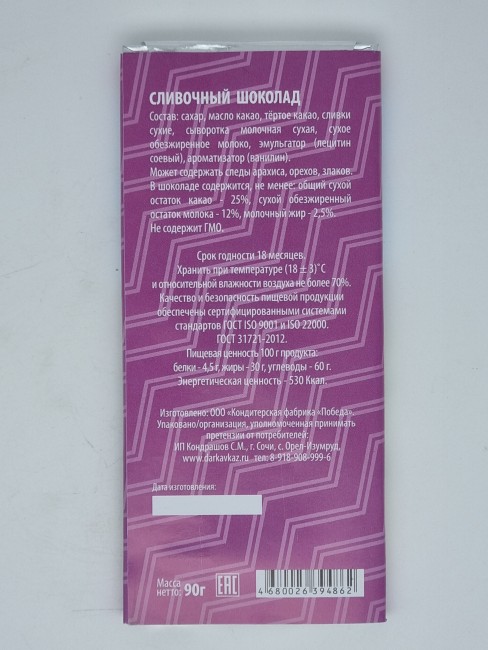 СЛИВОЧНЫЙ ШОКОЛАД
Состав: сахар, масло какао, тёртое какао, сливки
сухие, сыворотка молочная сухая, сухое
обезжиренное молоко, эмульгатор (лецитин
соевый), ароматизатор (ванилин).
Может содержать следы арахиса, орехов, злаков.
В шоколаде содержится, не менее: общий сухой
остаток какао - 25%, сухой обезжиренный
остаток молока - 12%, молочный жир - 2,5%.
Не содержит ГМО.
Срок годности 18 месяцев.
Хранить при температуре (18 ± 3)˚С
и относительной влажности воздуха не более 70%.
Качество и безопасность пищевой продукции
обеспечены сертифицированными системами
стандартов ГОСТ ISO 9001 и ISO 22000.
ГОСТ 31721-2012.
Пищевая ценность 100 г продукта:
белки - 4,5 г, жиры - 30 г, углеводы - 60 г.
Энергетическая ценность - 530 Ккал.
Изготовлено: ООО «Кондитерская фабрика «Победа».
Упаковано/организация, уполномоченная принимать
претензии от потребителей:
ИП Кондрашов С.М., г. Сочи, с. Орел-Изумруд,
www.darkavkaz.ru тел: 8-918-908-999-6
Дата изготовления:
Масса
нетто: 90г
EAC
4 680026 394862